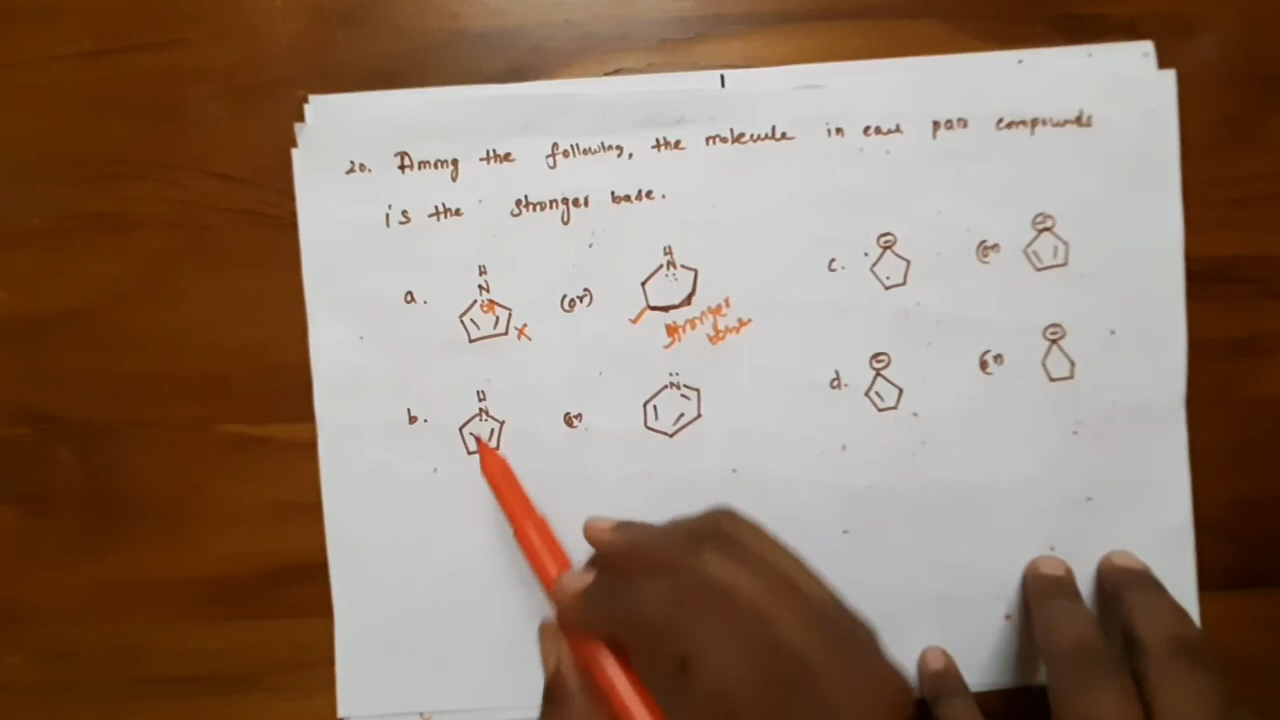 20. Among the following, the molecule in each pair compounds
is the stronger base.
a. H N (or) H N
x
stronger
base
b. H N (or) N
c. (or)
d. (or)